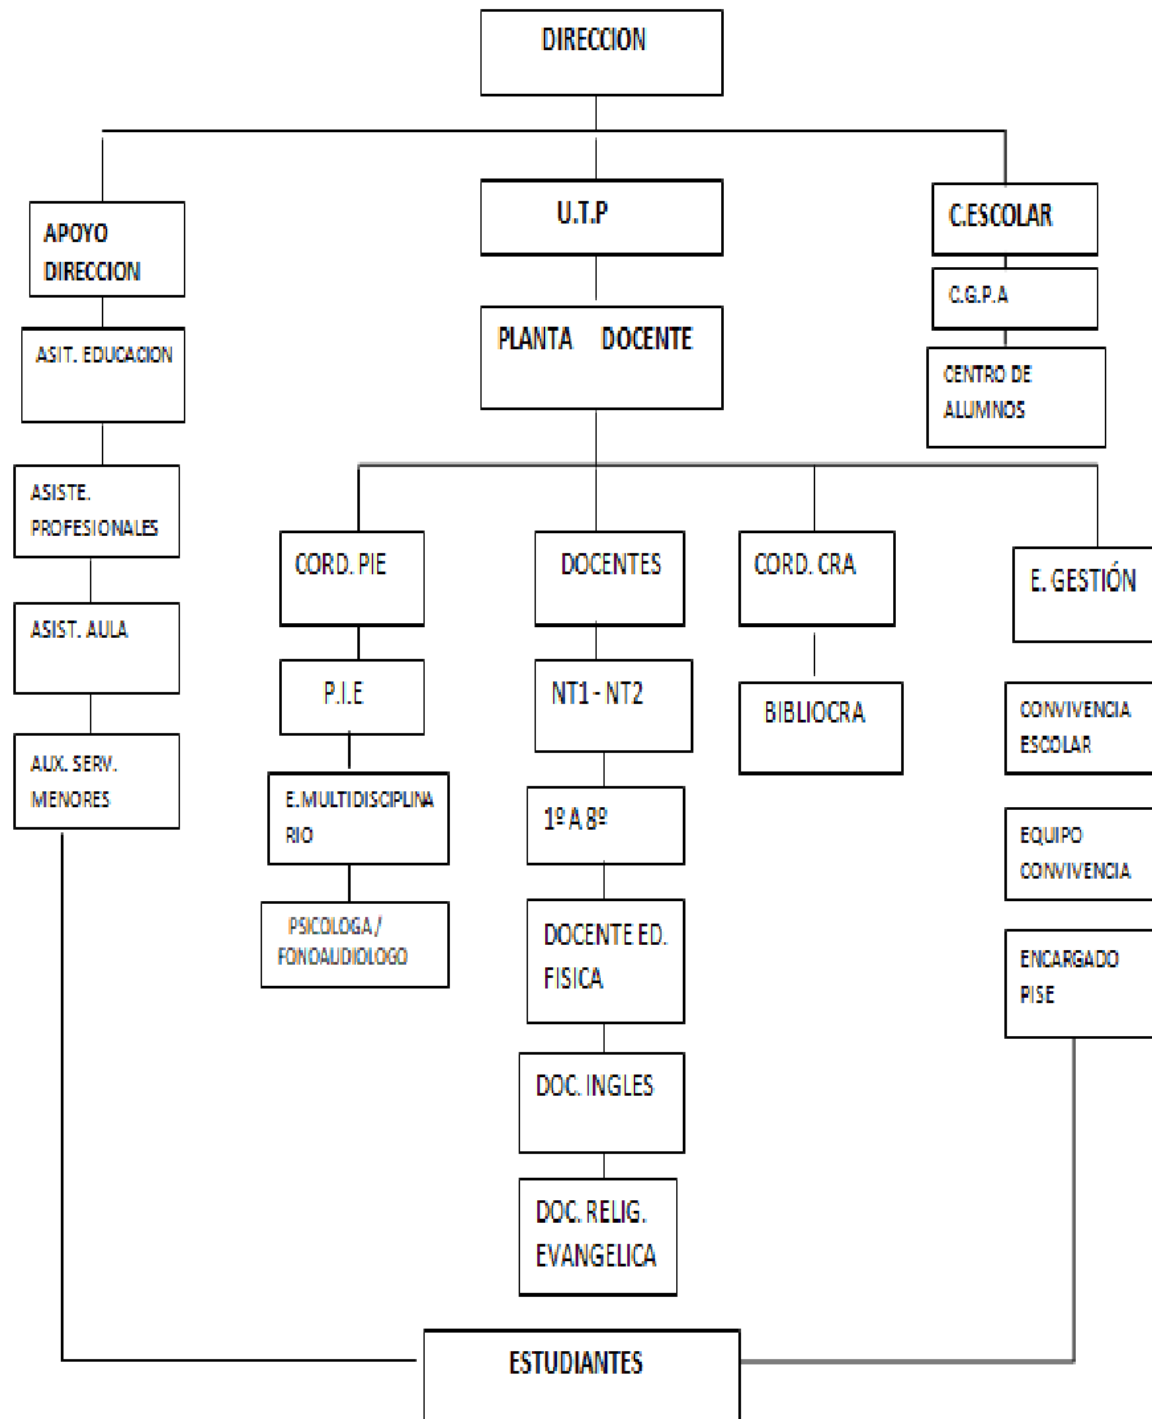 DIRECCION
APOYO
DIRECCION
U.T.P
C.ESCOLAR
C.G.P.A
ASIT. EDUCACION
PLANTA DOCENTE
CENTRO DE
ALUMNOS
ASISTE.
PROFESIONALES
CORD. PIE
DOCENTES
CORD. CRA
E. GESTIÓN
ASIST. AULA
P.I.E
NT1 - NT2
BIBLIOCRA
CONVIVENCIA
ESCOLAR
AUX. SERV.
MENORES
E.MULTIDISCIPLINA
RIO
1º A 8º
EQUIPO
CONVIVENCIA
PSICOLOGA /
FONOAUDIOLOGO
DOCENTE ED.
FISICA
ENCARGADO
PISE
DOC. INGLES
DOC. RELIG.
EVANGELICA
ESTUDIANTES